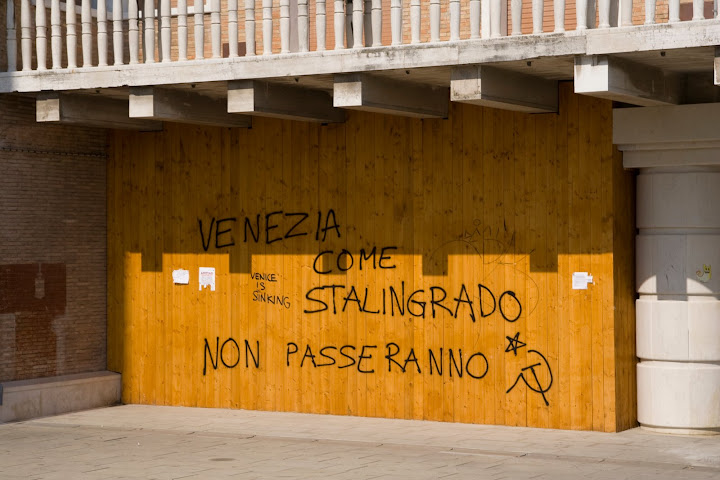 VENEZIA
COME
STALINGRADO
NON PASSERANNO
VENICE
IS
SINKING